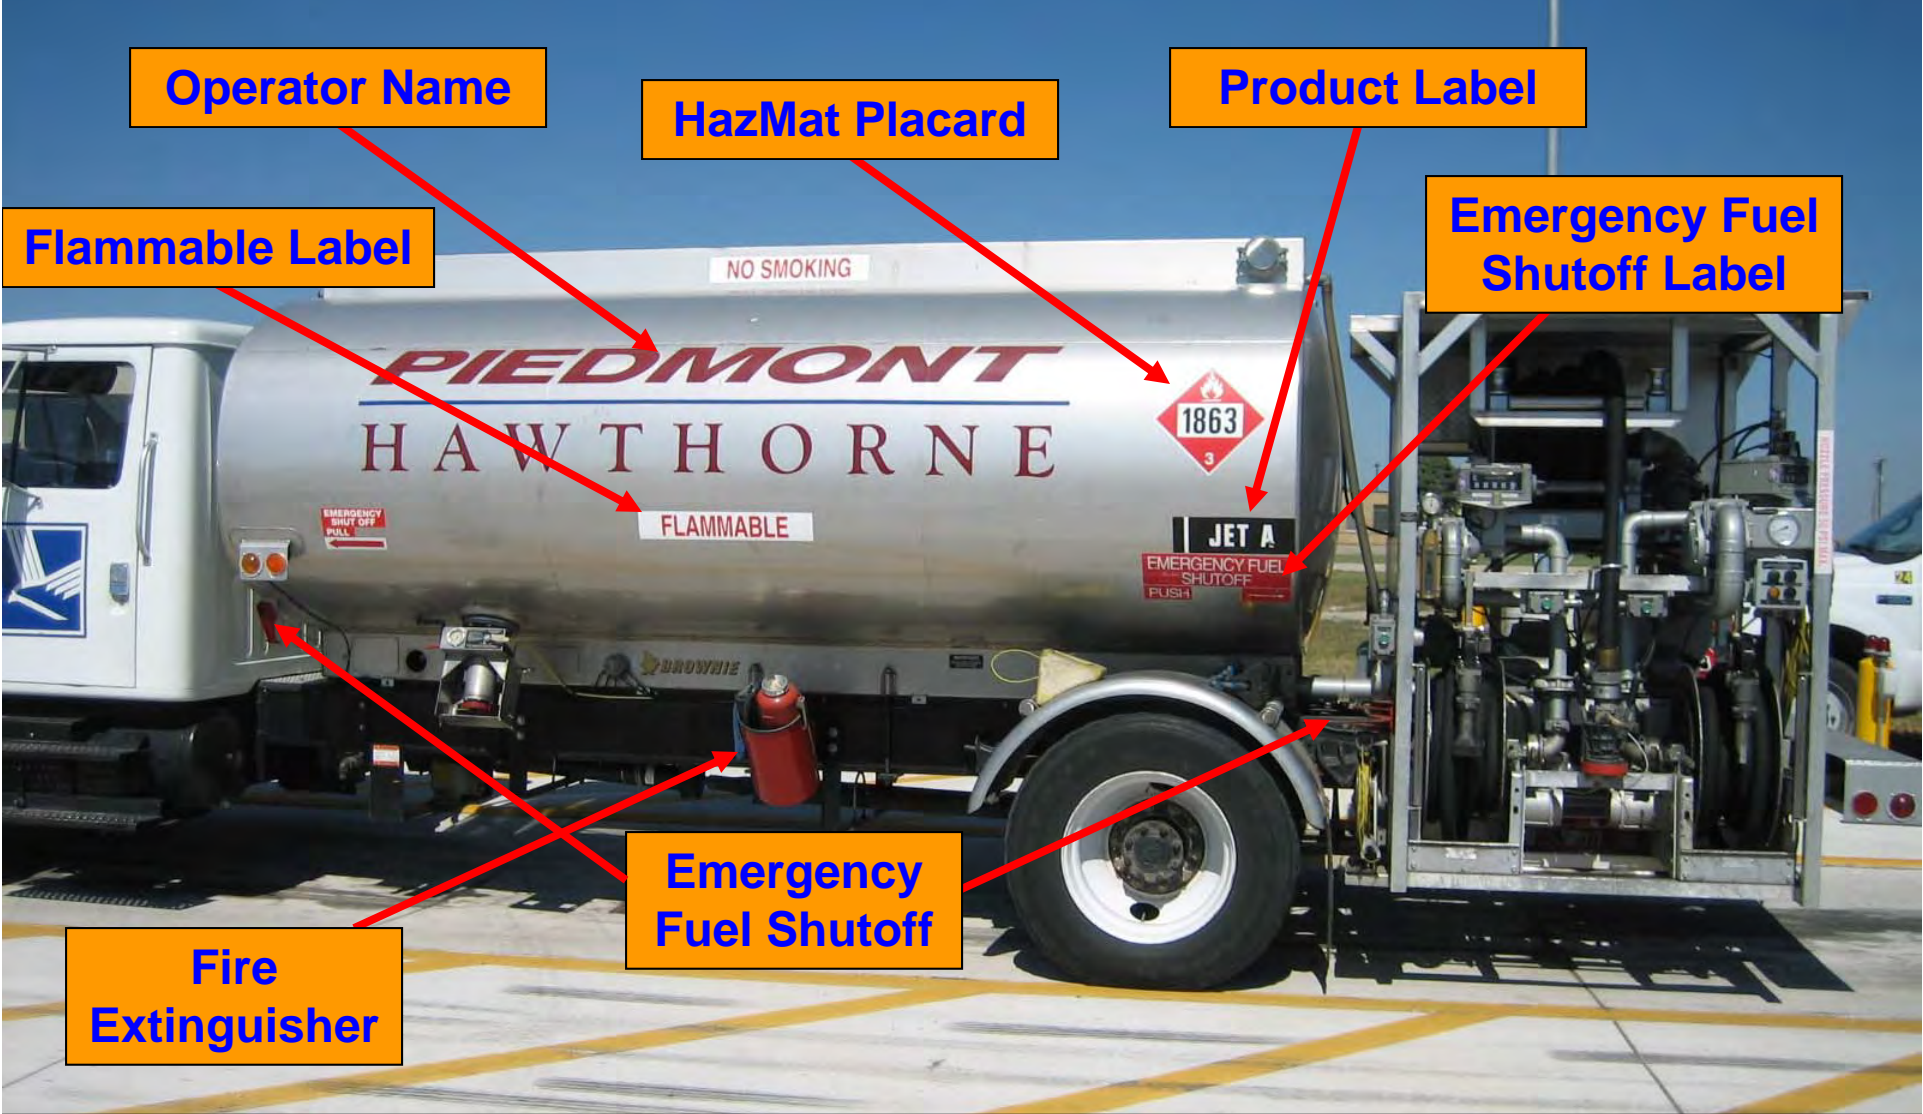 Operator Name
HazMat Placard
Product Label
Emergency Fuel
Shutoff Label
Flammable Label
NO SMOKING
PIEDMONT
HAWTHORNE
1863
3
EMERGENCY
SHUT OFF
PULL
FLAMMABLE
JET A
EMERGENCY FUEL
SHUTOFF
PUSH
BROWNIE
24
Emergency
Fuel Shutoff
Fire
Extinguisher